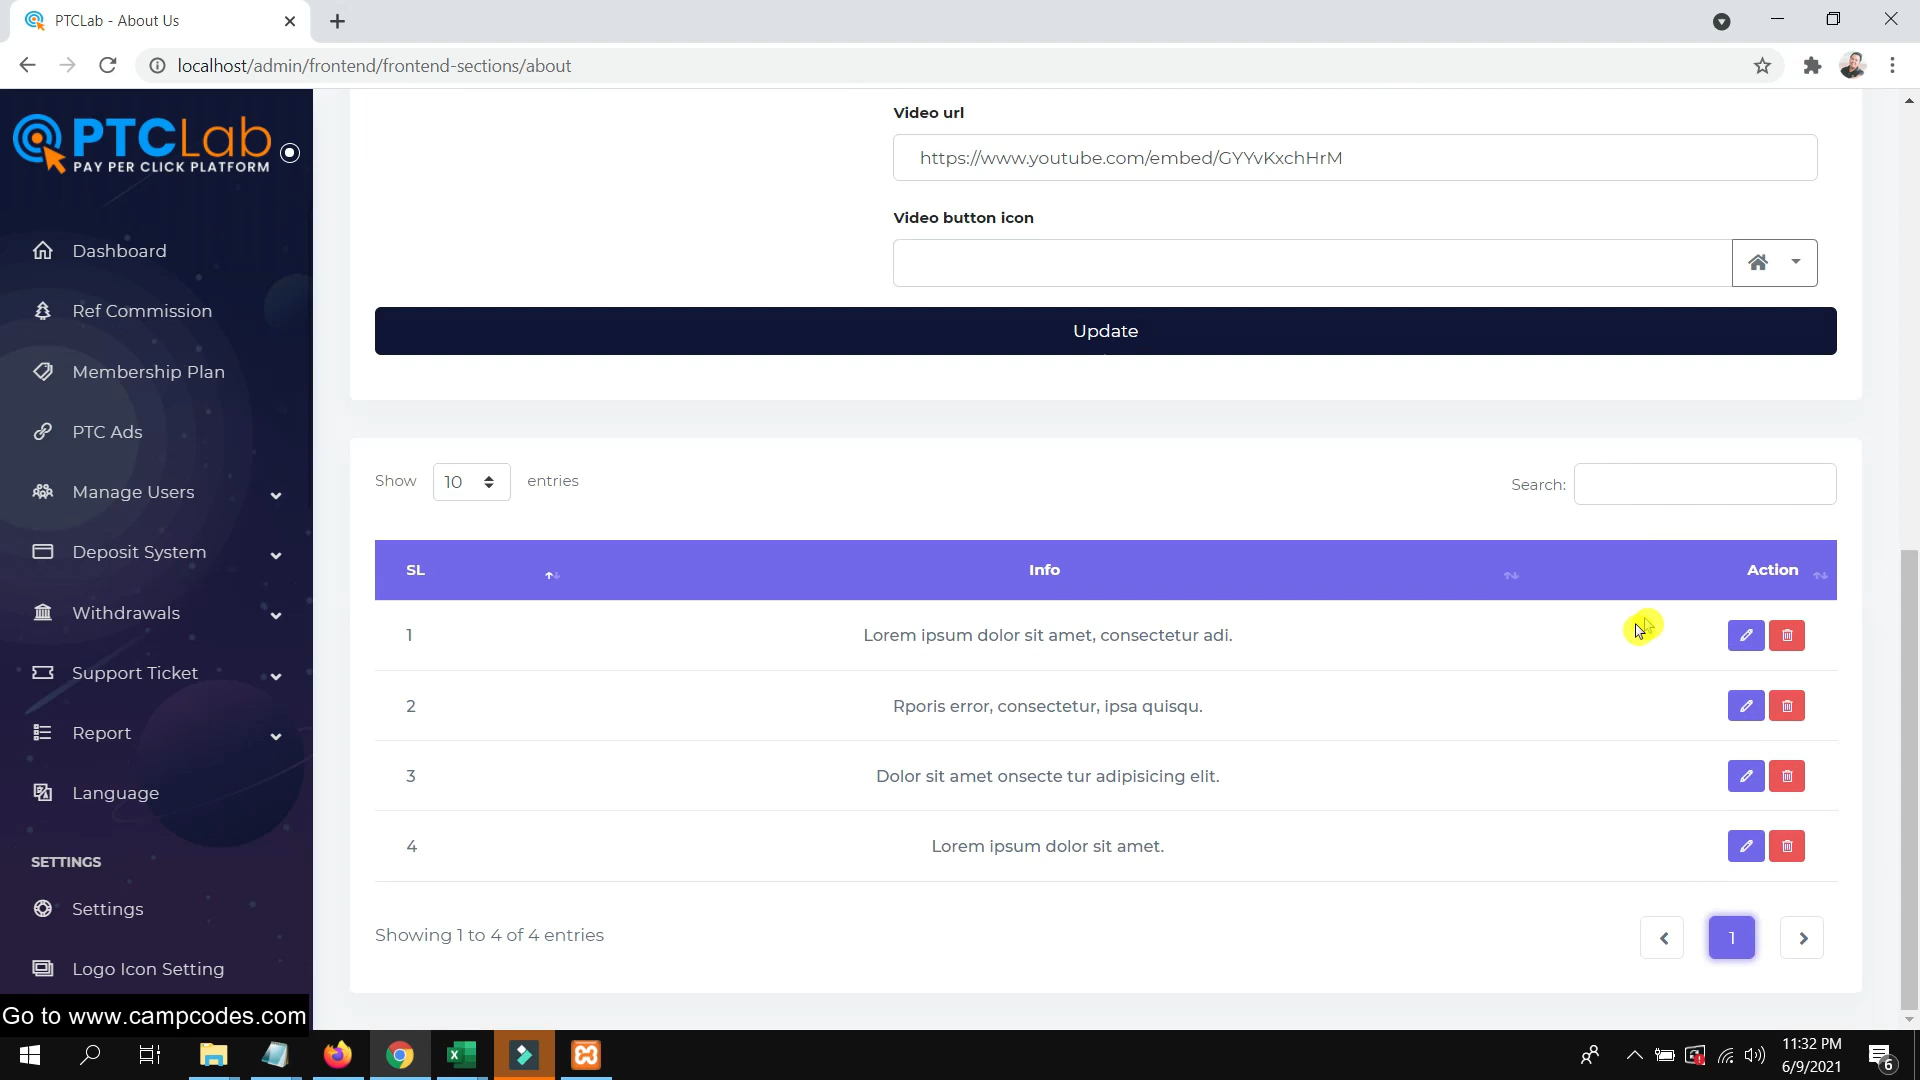 PTCLab - About Us
localhost/admin/frontend/frontend-sections/about
PTCLab
PAY PER CLICK PLATFORM
Dashboard
Ref Commission
Membership Plan
PTC Ads
Manage Users
Deposit System
Withdrawals
Support Ticket
Report
Language
SETTINGS
Settings
Logo Icon Setting
Go to www.campcodes.com
Video url
https://www.youtube.com/embed/GYYvKxchHrM
Video button icon
Update
Show 10 entries
Search:
SL Info Action
1 Lorem ipsum dolor sit amet, consectetur adi.
2 Rporis error, consectetur, ipsa quisqu.
3 Dolor sit amet onsecte tur adipisicing elit.
4 Lorem ipsum dolor sit amet.
Showing 1 to 4 of 4 entries
1
11:32 PM
6/9/2021
6